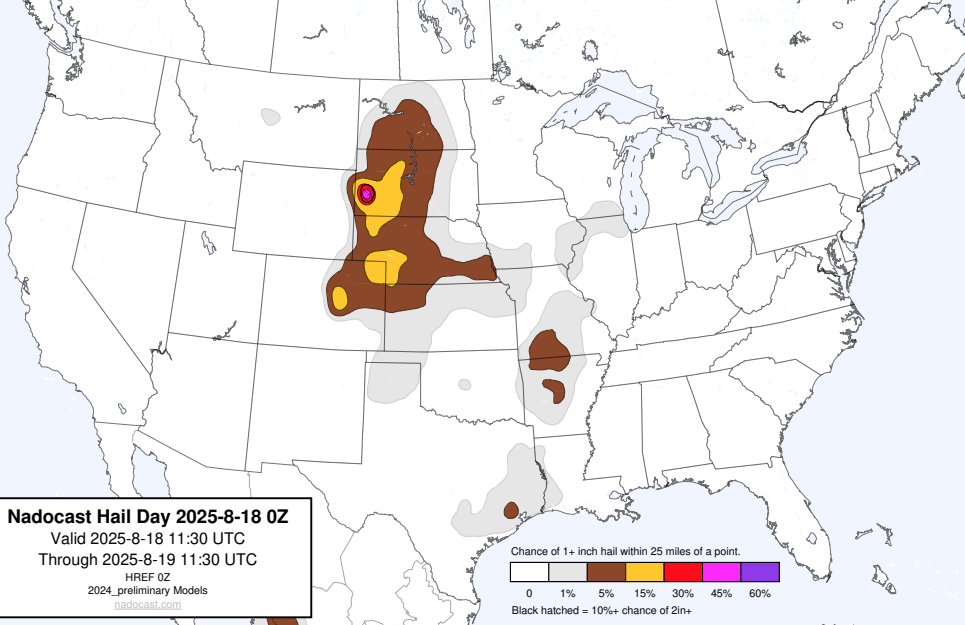 Nadocast Hail Day 2025-8-18 0Z
Valid 2025-8-18 11:30 UTC
Through 2025-8-19 11:30 UTC
HREF 0Z
2024_preliminary Models
nadocast.com
Chance of 1+ inch hail within 25 miles of a point.
0 1% 5% 15% 30% 45% 60%
Black hatched = 10%+ chance of 2in+